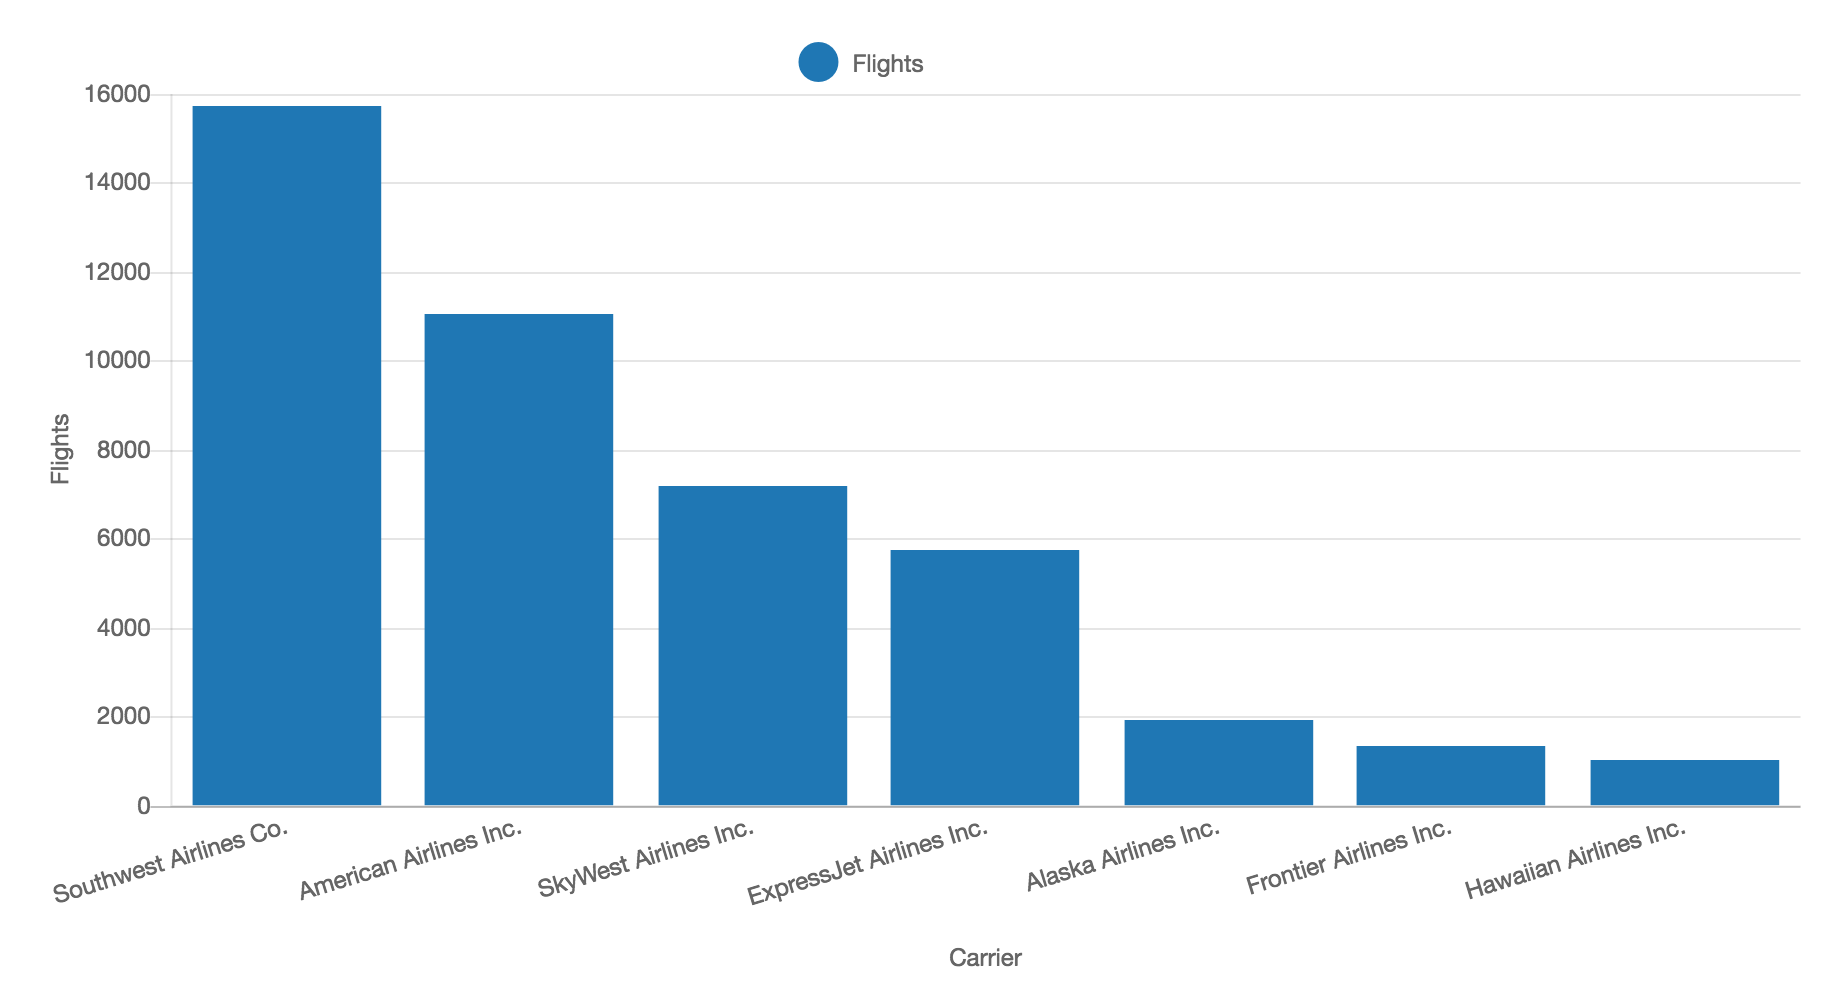 Flights
16000
14000
12000
10000
8000
6000
4000
2000
0
Flights
Southwest Airlines Co.
American Airlines Inc.
SkyWest Airlines Inc.
ExpressJet Airlines Inc.
Alaska Airlines Inc.
Frontier Airlines Inc.
Hawaiian Airlines Inc.
Carrier